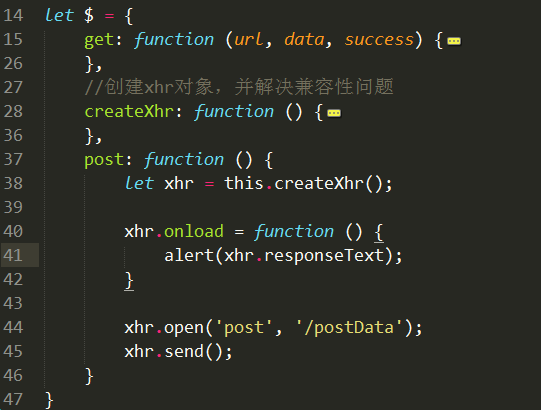 14 let $ = {
15 get: function (url, data, success) {
26 },
27 //创建xhr对象，并解决兼容性问题
28 createXhr: function () {
36 },
37 post: function () {
38 let xhr = this.createXhr();
39
40 xhr.onload = function () {
41 alert(xhr.responseText);
42 }
43
44 xhr.open('post', '/postData');
45 xhr.send();
46 }
47 }